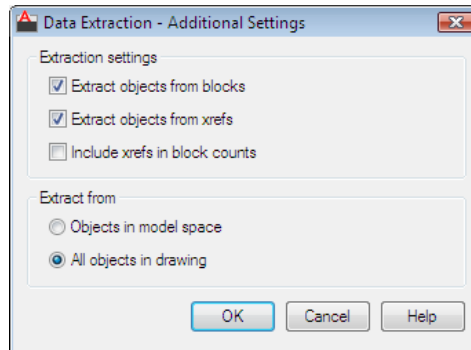 Data Extraction - Additional Settings
Extraction settings
Extract objects from blocks
Extract objects from xrefs
Include xrefs in block counts
Extract from
Objects in model space
All objects in drawing
OK Cancel Help